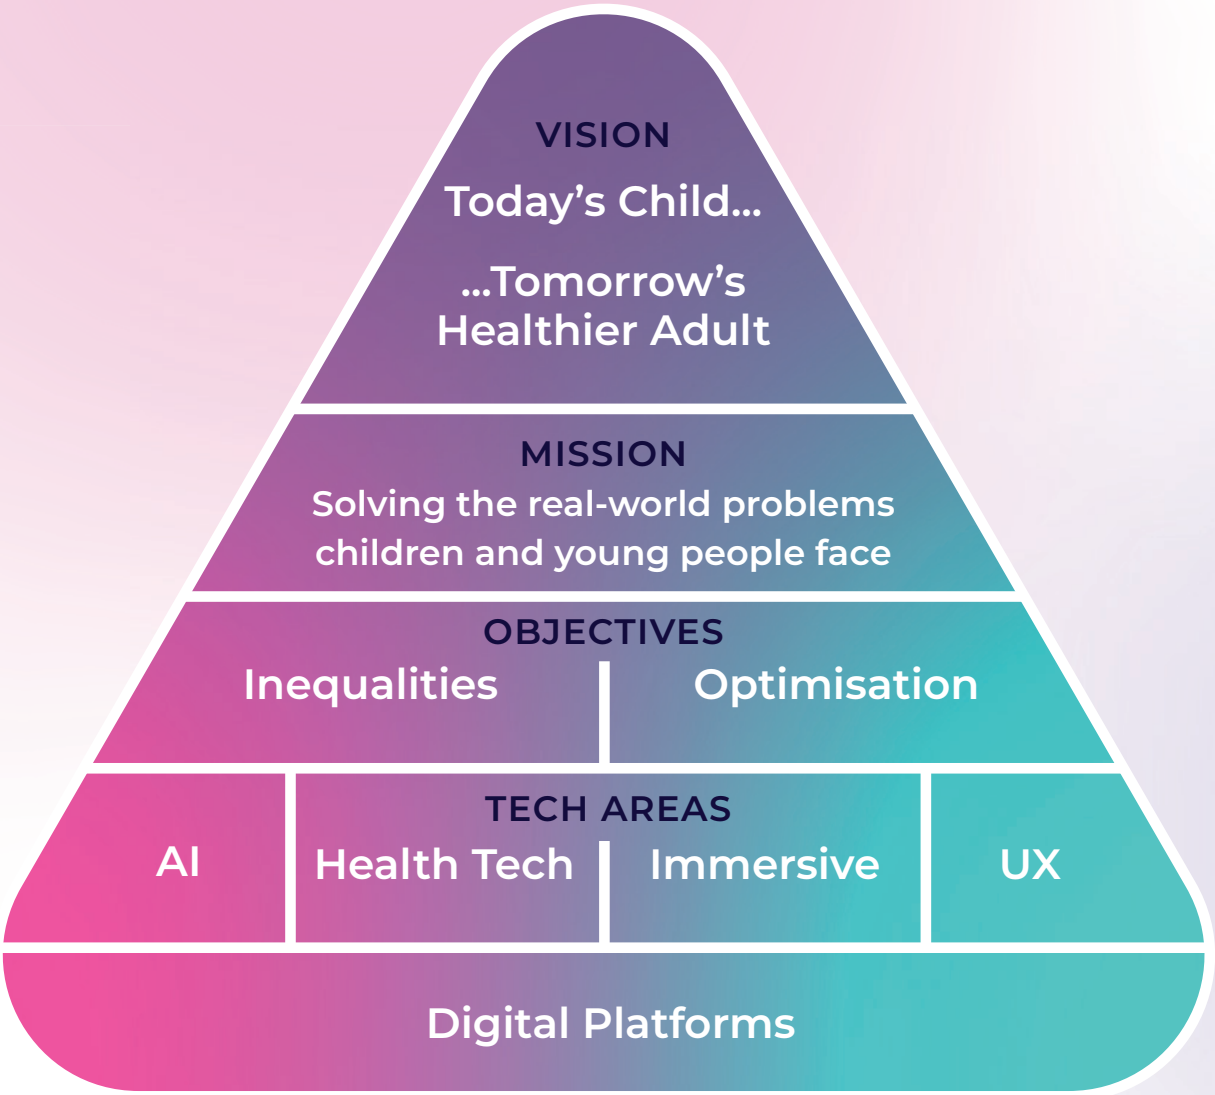 VISION
Today’s Child...
...Tomorrow’s
Healthier Adult
MISSION
Solving the real-world problems
children and young people face
OBJECTIVES
Inequalities
Optimisation
TECH AREAS
AI
Health Tech
Immersive
UX
Digital Platforms